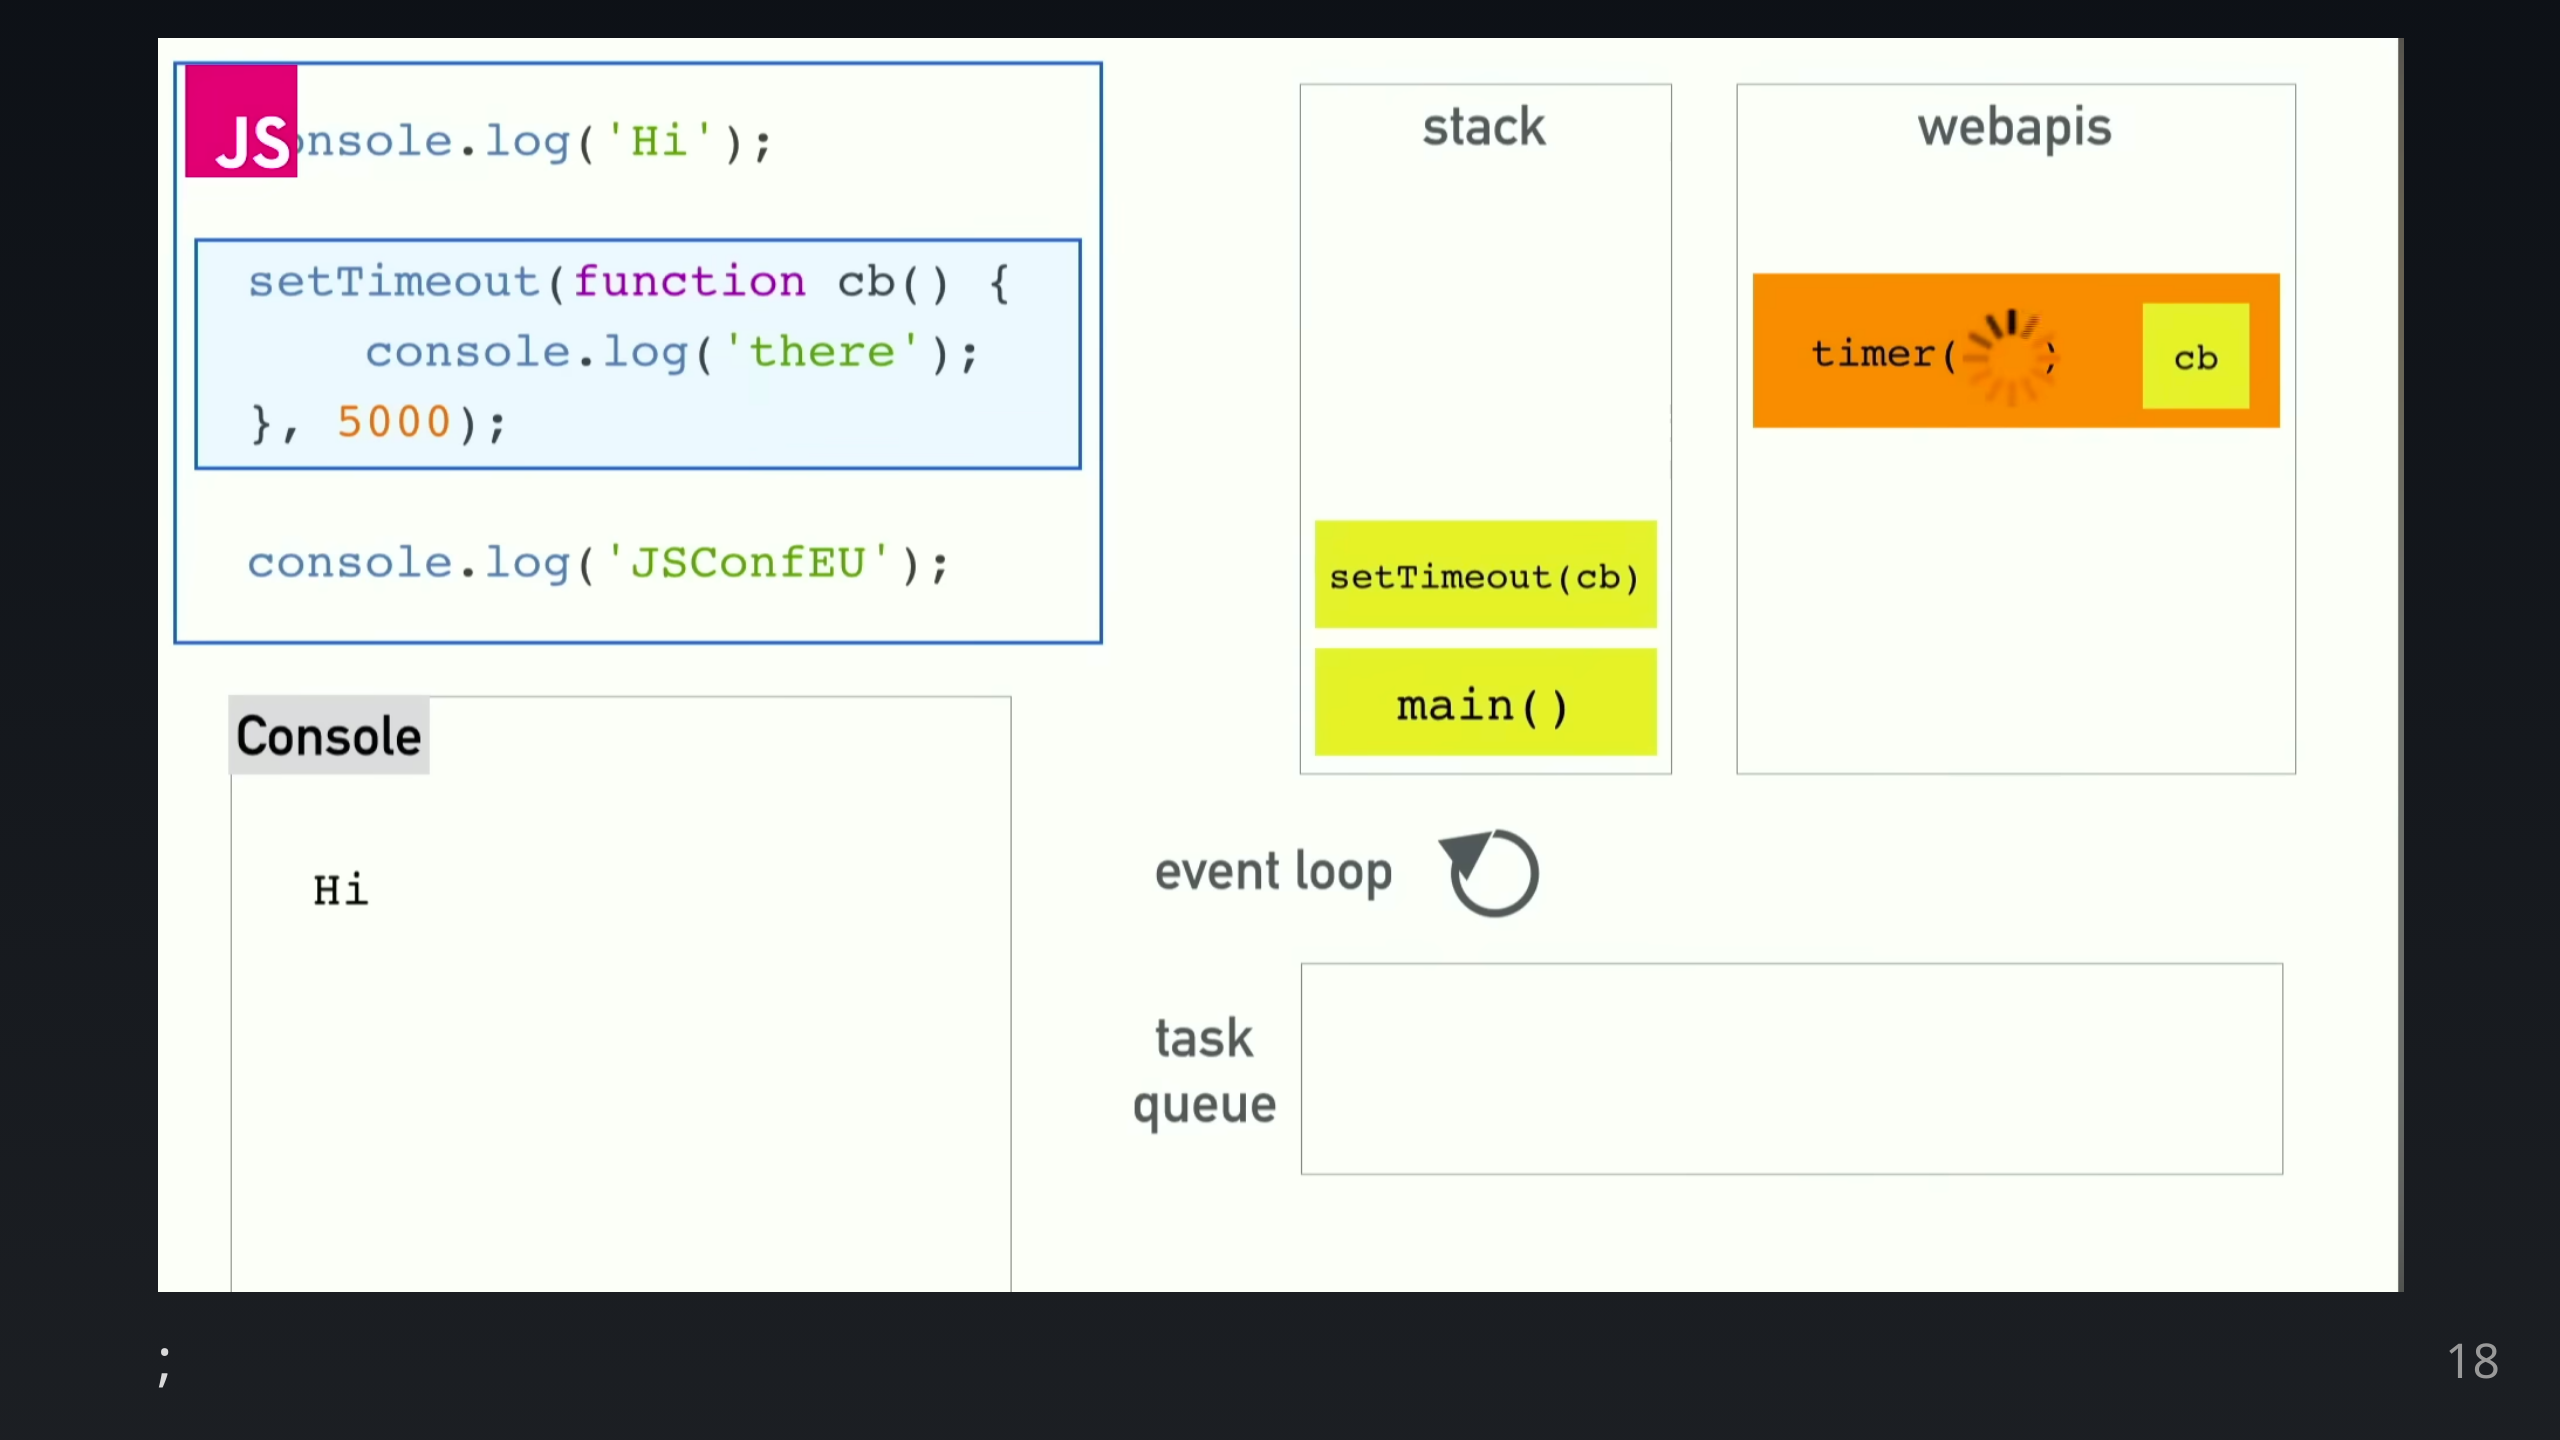 JS
onsole.log('Hi');
setTimeout(function cb() {
console.log('there');
}, 5000);
console.log('JSConfEU');
Console
Hi
stack
setTimeout(cb)
main()
webapis
timer( )
cb
event loop
task
queue
;
18